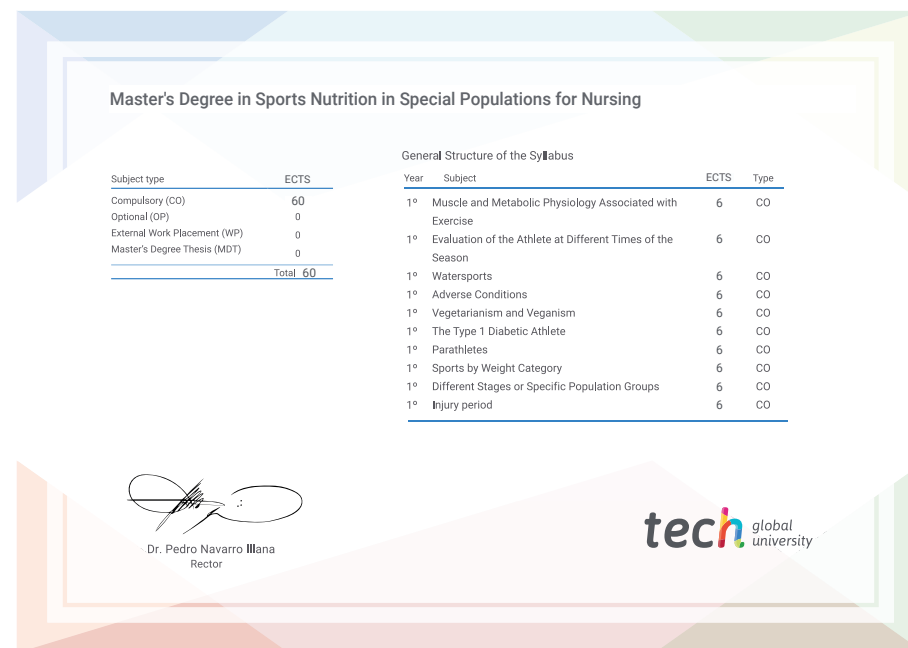 Master's Degree in Sports Nutrition in Special Populations for Nursing
Subject type ECTS
Compulsory (CO) 60
Optional (OP) 0
External Work Placement (WP) 0
Master's Degree Thesis (MDT) 0
Total 60
General Structure of the Syllabus
Year Subject ECTS Type
1º Muscle and Metabolic Physiology Associated with 6 CO
Exercise
1º Evaluation of the Athlete at Different Times of the 6 CO
Season
1º Watersports 6 CO
1º Adverse Conditions 6 CO
1º Vegetarianism and Veganism 6 CO
1º The Type 1 Diabetic Athlete 6 CO
1º Parathletes 6 CO
1º Sports by Weight Category 6 CO
1º Different Stages or Specific Population Groups 6 CO
1º Injury period 6 CO
Dr. Pedro Navarro Illana
Rector
tech global
university